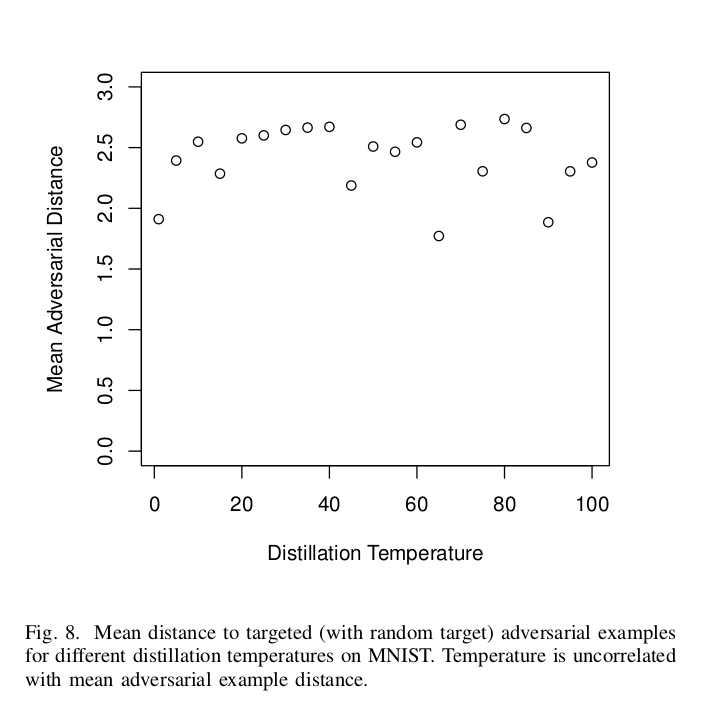 3.0
2.5
2.0
1.5
1.0
0.5
0.0
Mean Adversarial Distance
0 20 40 60 80 100
Distillation Temperature
Fig. 8. Mean distance to targeted (with random target) adversarial examples
for different distillation temperatures on MNIST. Temperature is uncorrelated
with mean adversarial example distance.